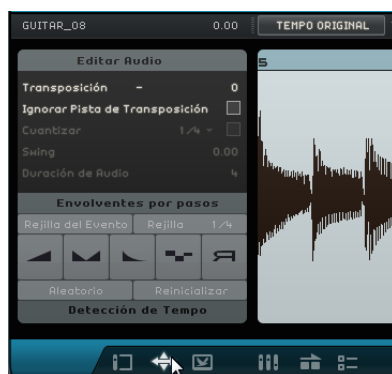 GUITAR_08 0.00 TEMPO ORIGINAL
Editar Audio
5
Transposición - 0
Ignorar Pista de Transposición
Cuantizar 1/4
Swing 0.00
Duración de Audio 4
Envolventes por pasos
Rejilla del Evento Rejilla 1/4
Aleatorio Reinicializar
Detección de Tempo